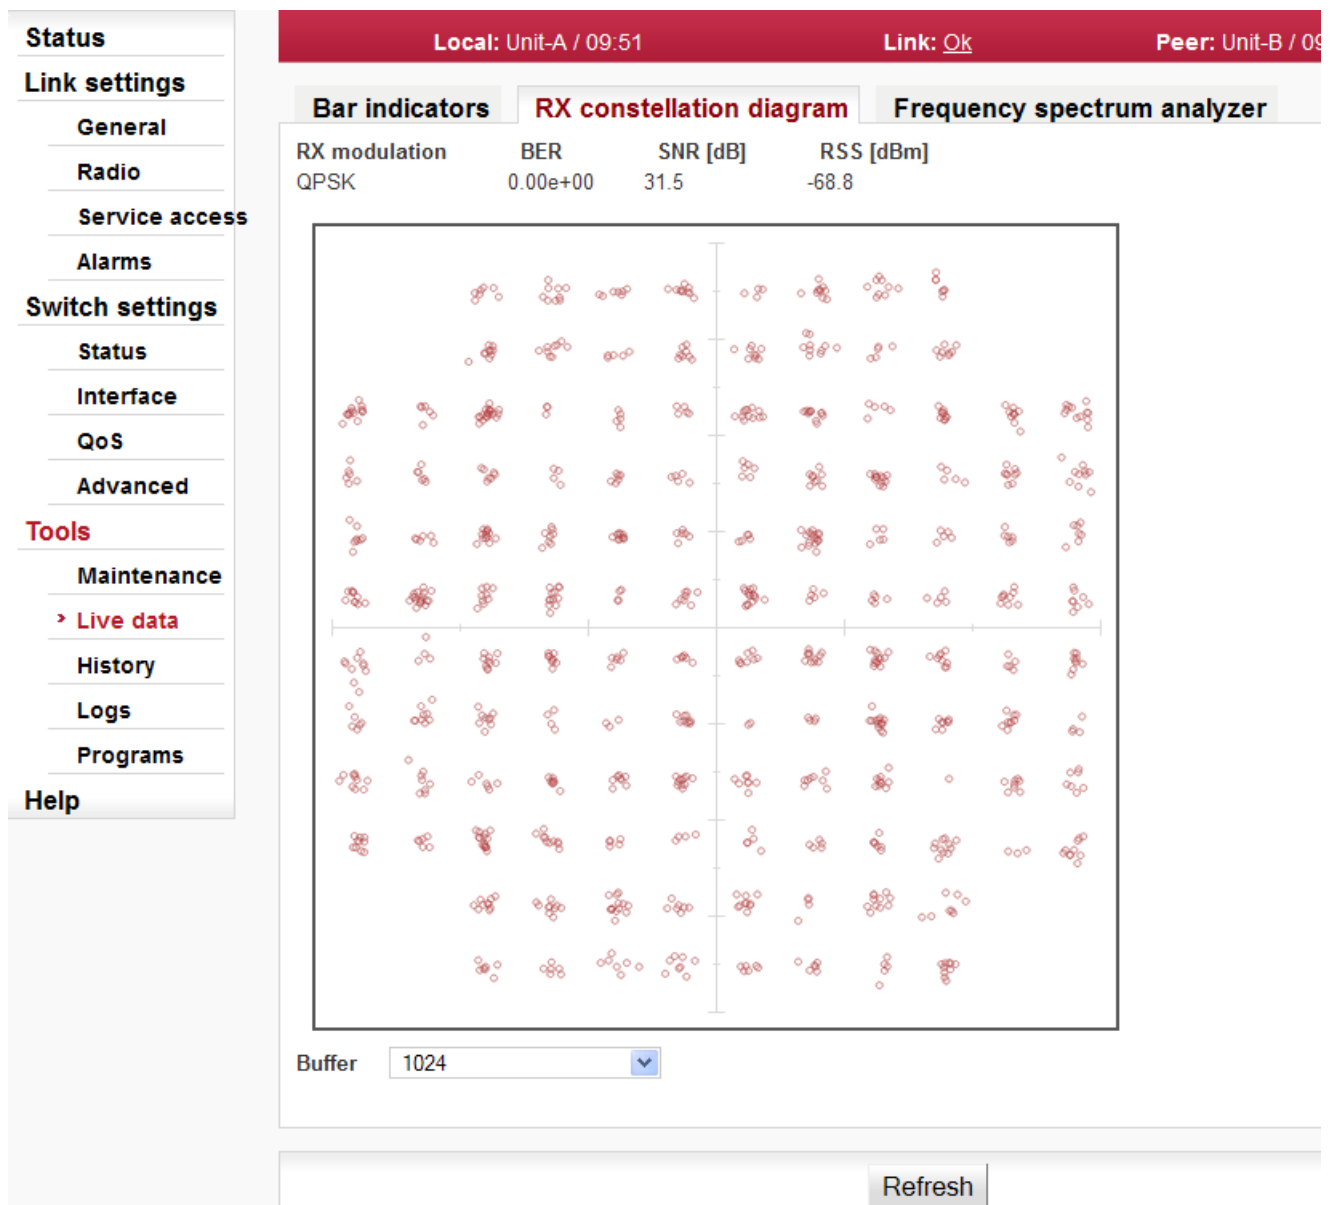 Status
Link settings
General
Radio
Service access
Alarms
Switch settings
Status
Interface
QoS
Advanced
Tools
Maintenance
> Live data
History
Logs
Programs
Help
Local: Unit-A / 09:51 Link: Ok Peer: Unit-B / 09
Bar indicators RX constellation diagram Frequency spectrum analyzer
RX modulation BER SNR [dB] RSS [dBm]
QPSK 0.00e+00 31.5 -68.8
Buffer 1024
Refresh